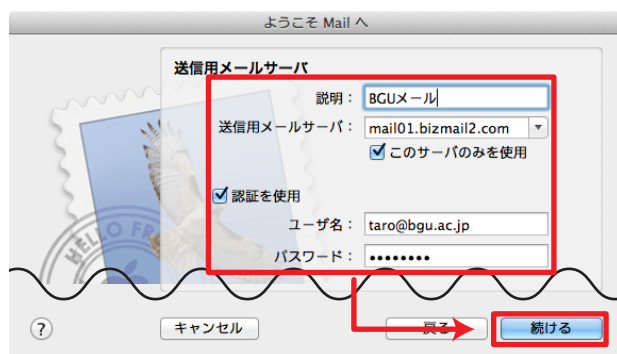 ようこそ Mail へ
送信用メールサーバ
説明：
BGUメール
送信用メールサーバ：
mail01.bizmail2.com
このサーバのみを使用
認証を使用
ユーザ名：
taro@bgu.ac.jp
パスワード：
••••••••
HELLO FR
?
キャンセル
戻る
続ける